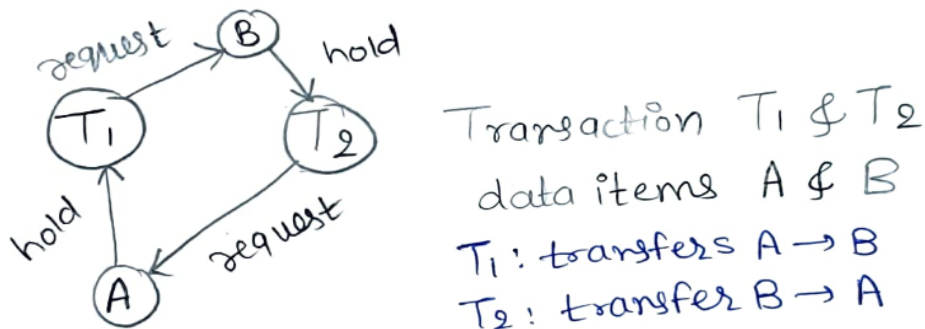 request
B
hold
T1
T2
hold
request
A
Transaction T1 & T2
data items A & B
T1: transfers A → B
T2: transfer B → A